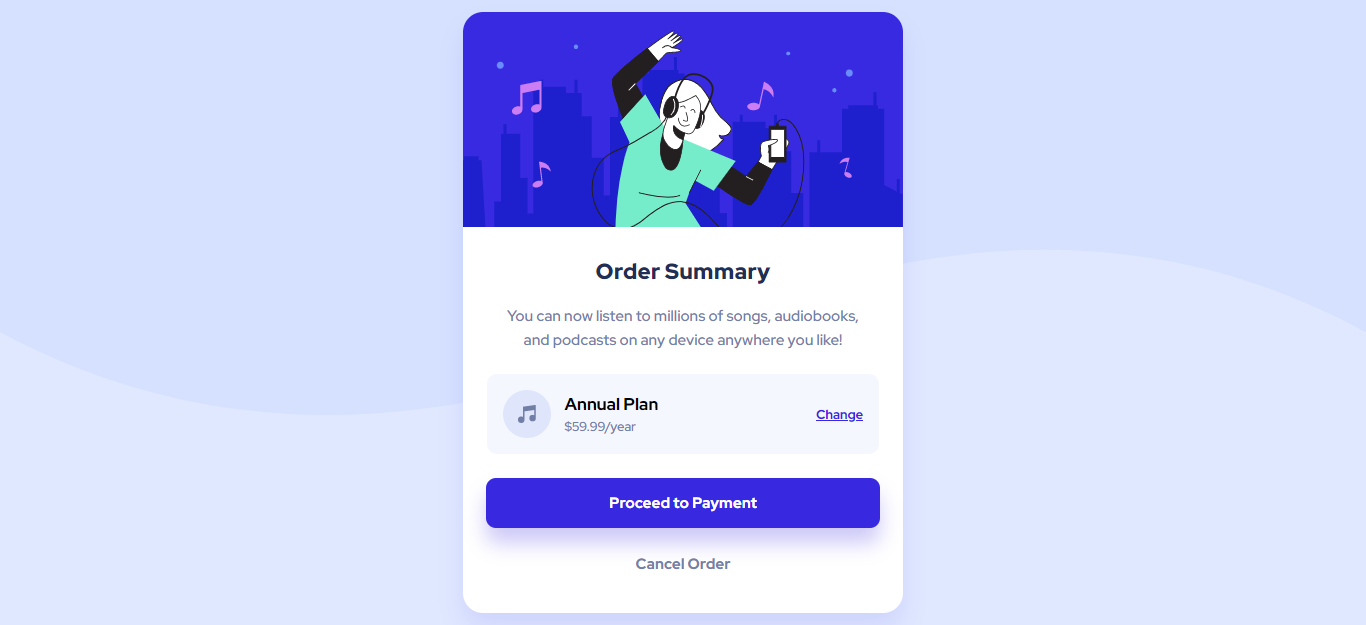 Order Summary
You can now listen to millions of songs, audiobooks,
and podcasts on any device anywhere you like!
Annual Plan
$59.99/year
Change
Proceed to Payment
Cancel Order